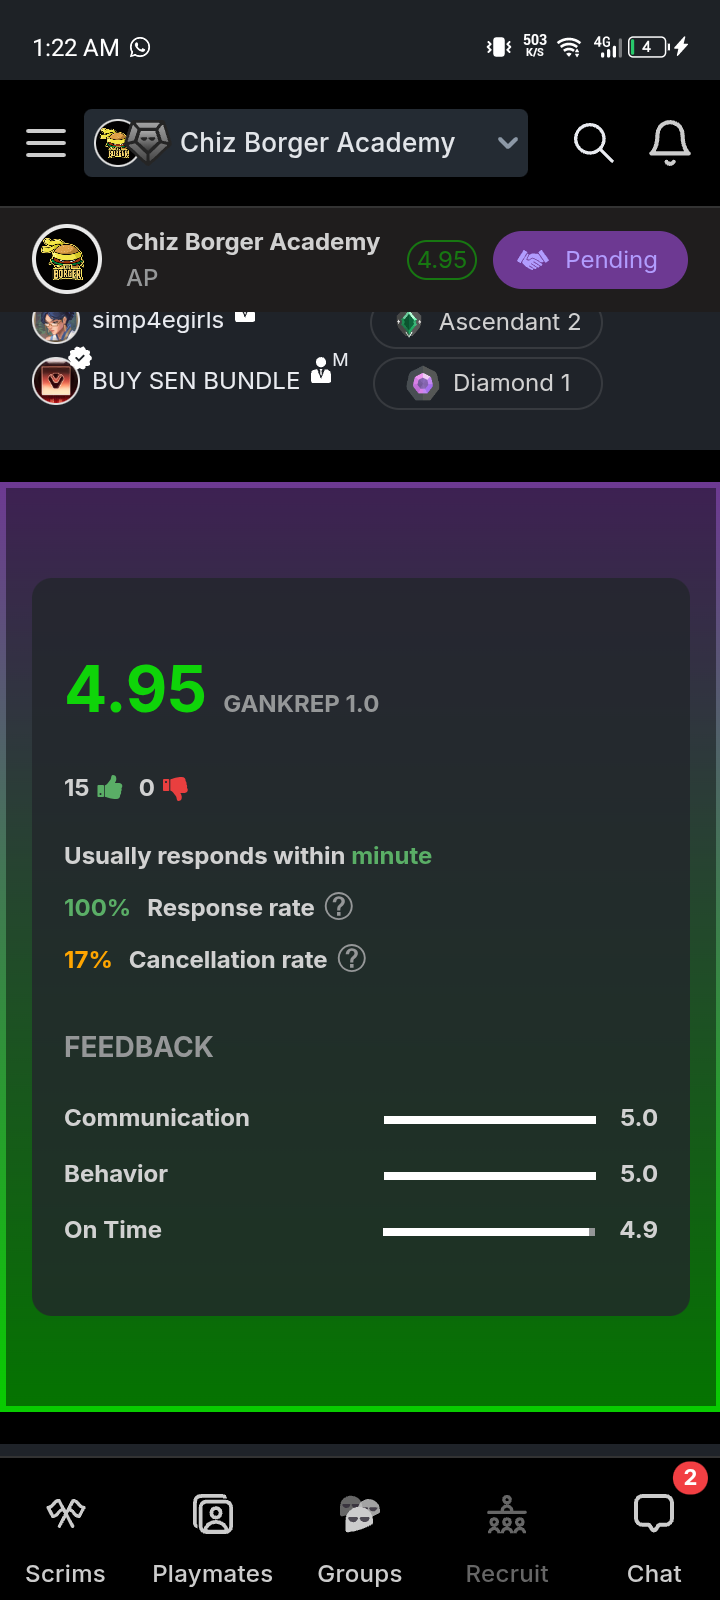 1:22 AM
503 K/S 4G 4
Chiz Borger Academy
Chiz Borger Academy
AP
4.95
Pending
simp4egirls
Ascendant 2
BUY SEN BUNDLE M
Diamond 1
4.95 GANKREP 1.0
15 0
Usually responds within minute
100% Response rate ?
17% Cancellation rate ?
FEEDBACK
Communication 5.0
Behavior 5.0
On Time 4.9
2
Scrims Playmates Groups Recruit Chat